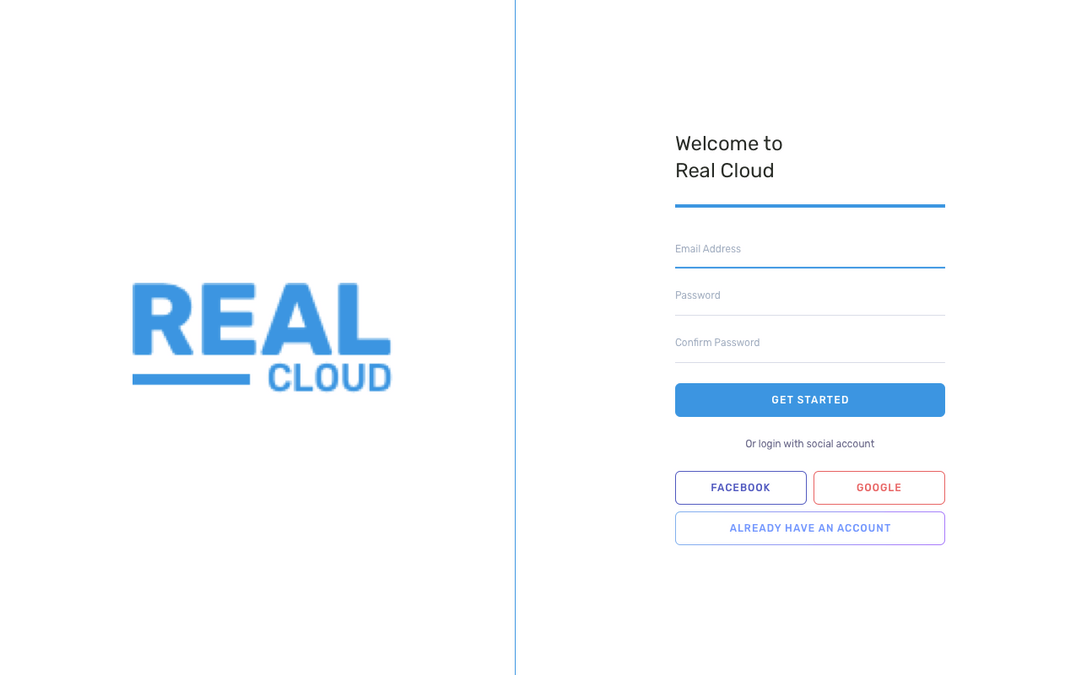 REAL
CLOUD
Welcome to
Real Cloud
Email Address
Password
Confirm Password
GET STARTED
Or login with social account
FACEBOOK
GOOGLE
ALREADY HAVE AN ACCOUNT